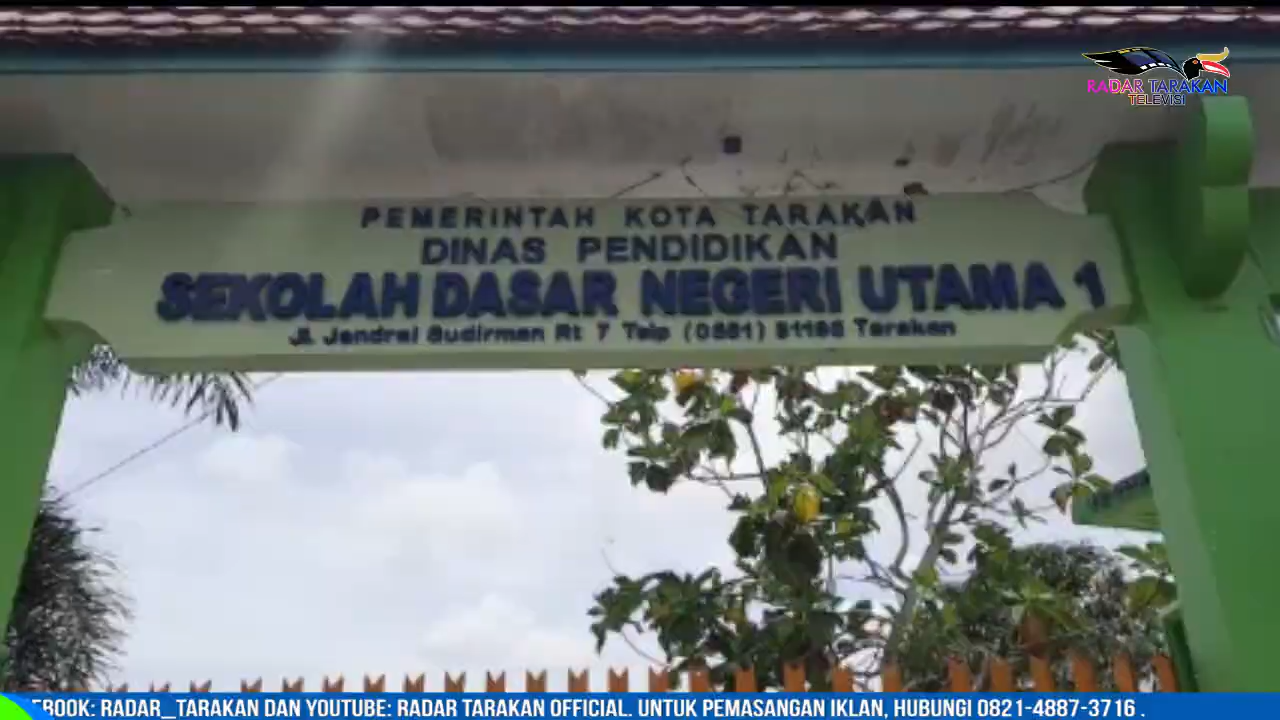 RADAR TARAKAN
TELEVISI
PEMERINTAH KOTA TARAKAN
DINAS PENDIDIKAN
SEKOLAH DASAR NEGERI UTAMA 1
Jl. Jendral Sudirman Rt 7 Telp (0551) Tarakan
EBOOK: RADAR_TARAKAN DAN YOUTUBE: RADAR TARAKAN OFFICIAL. UNTUK PEMASANGAN IKLAN, HUBUNGI 0821-4887-3716 .